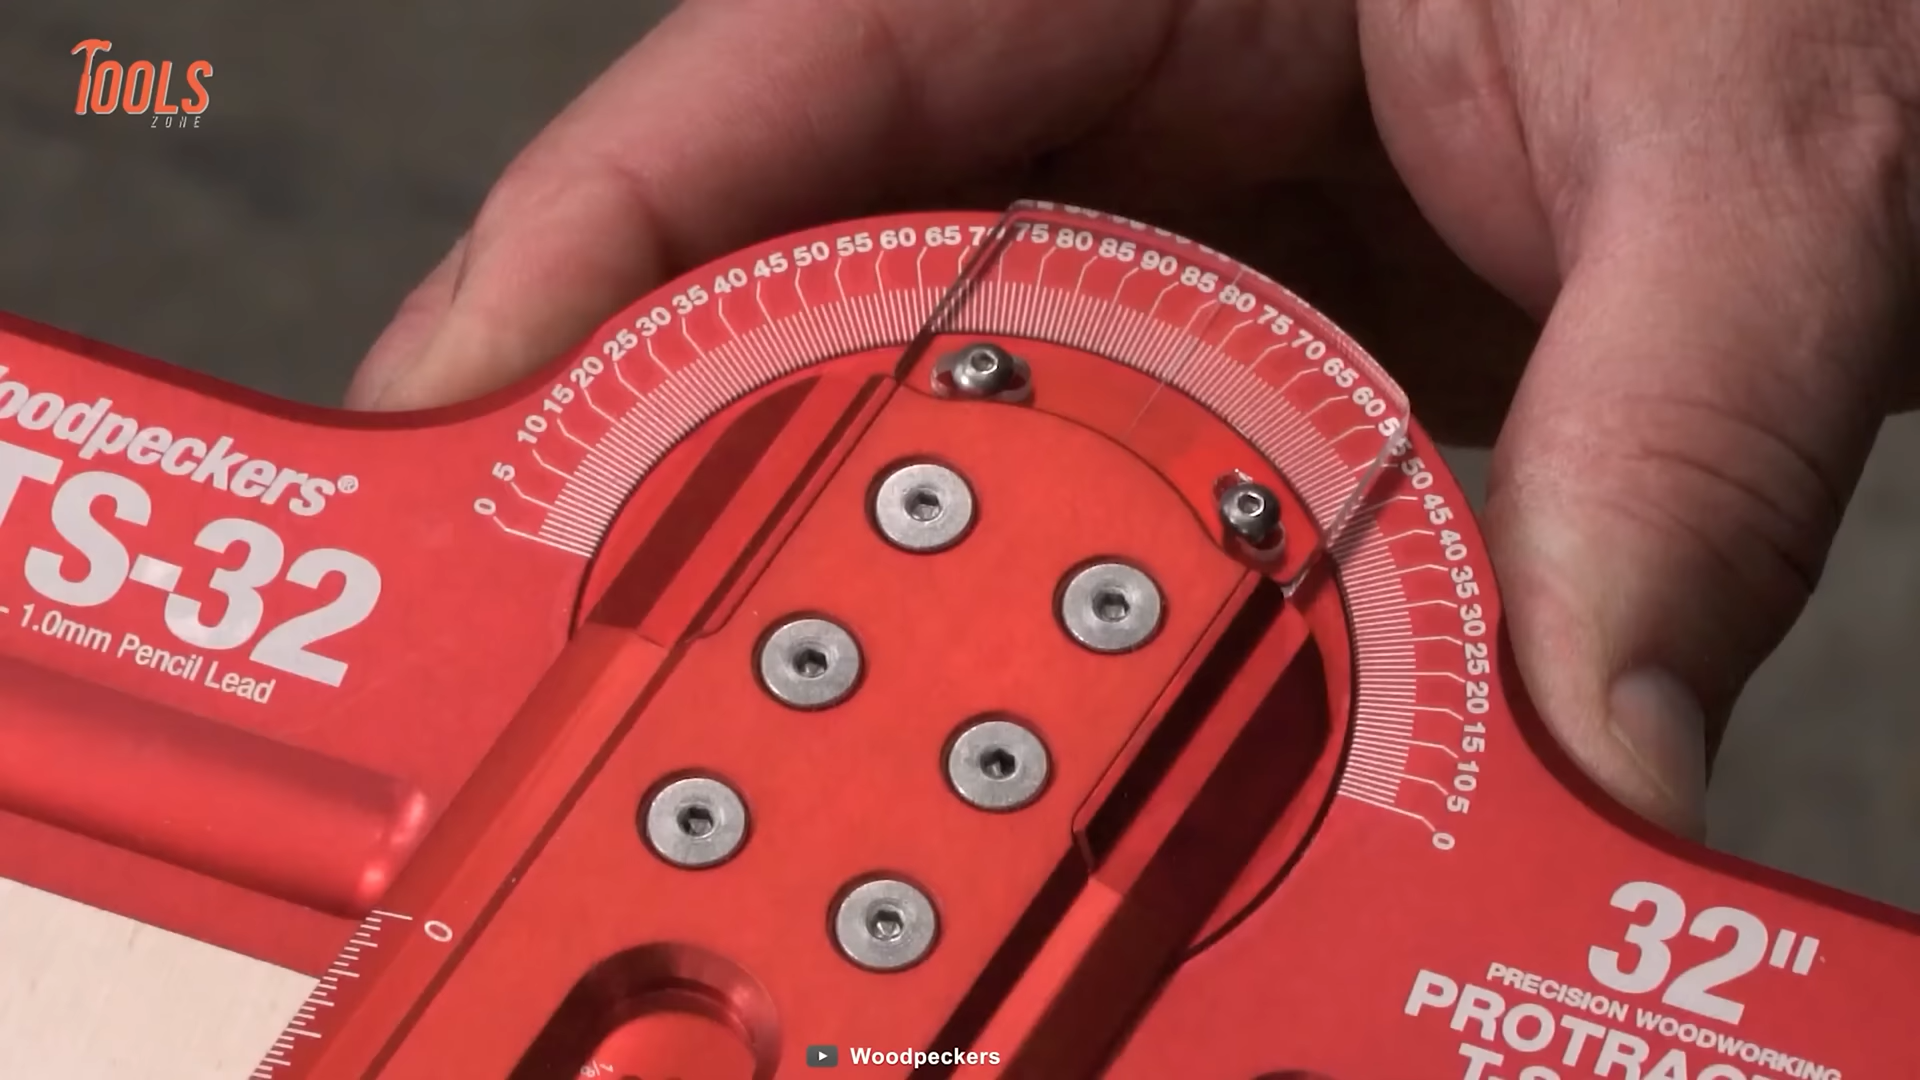 TOOLS
ZONE
0 5 10 15 20 25 30 35 40 45 50 55 60 65 70 75 80 85 90 85 80 75 70 65 60 55 50 45 40 35 30 25 20 15 10 5 0
oodpeckers®
TS-32
1.0mm Pencil Lead
0
32"
PRECISION WOODWORKING
Woodpeckers